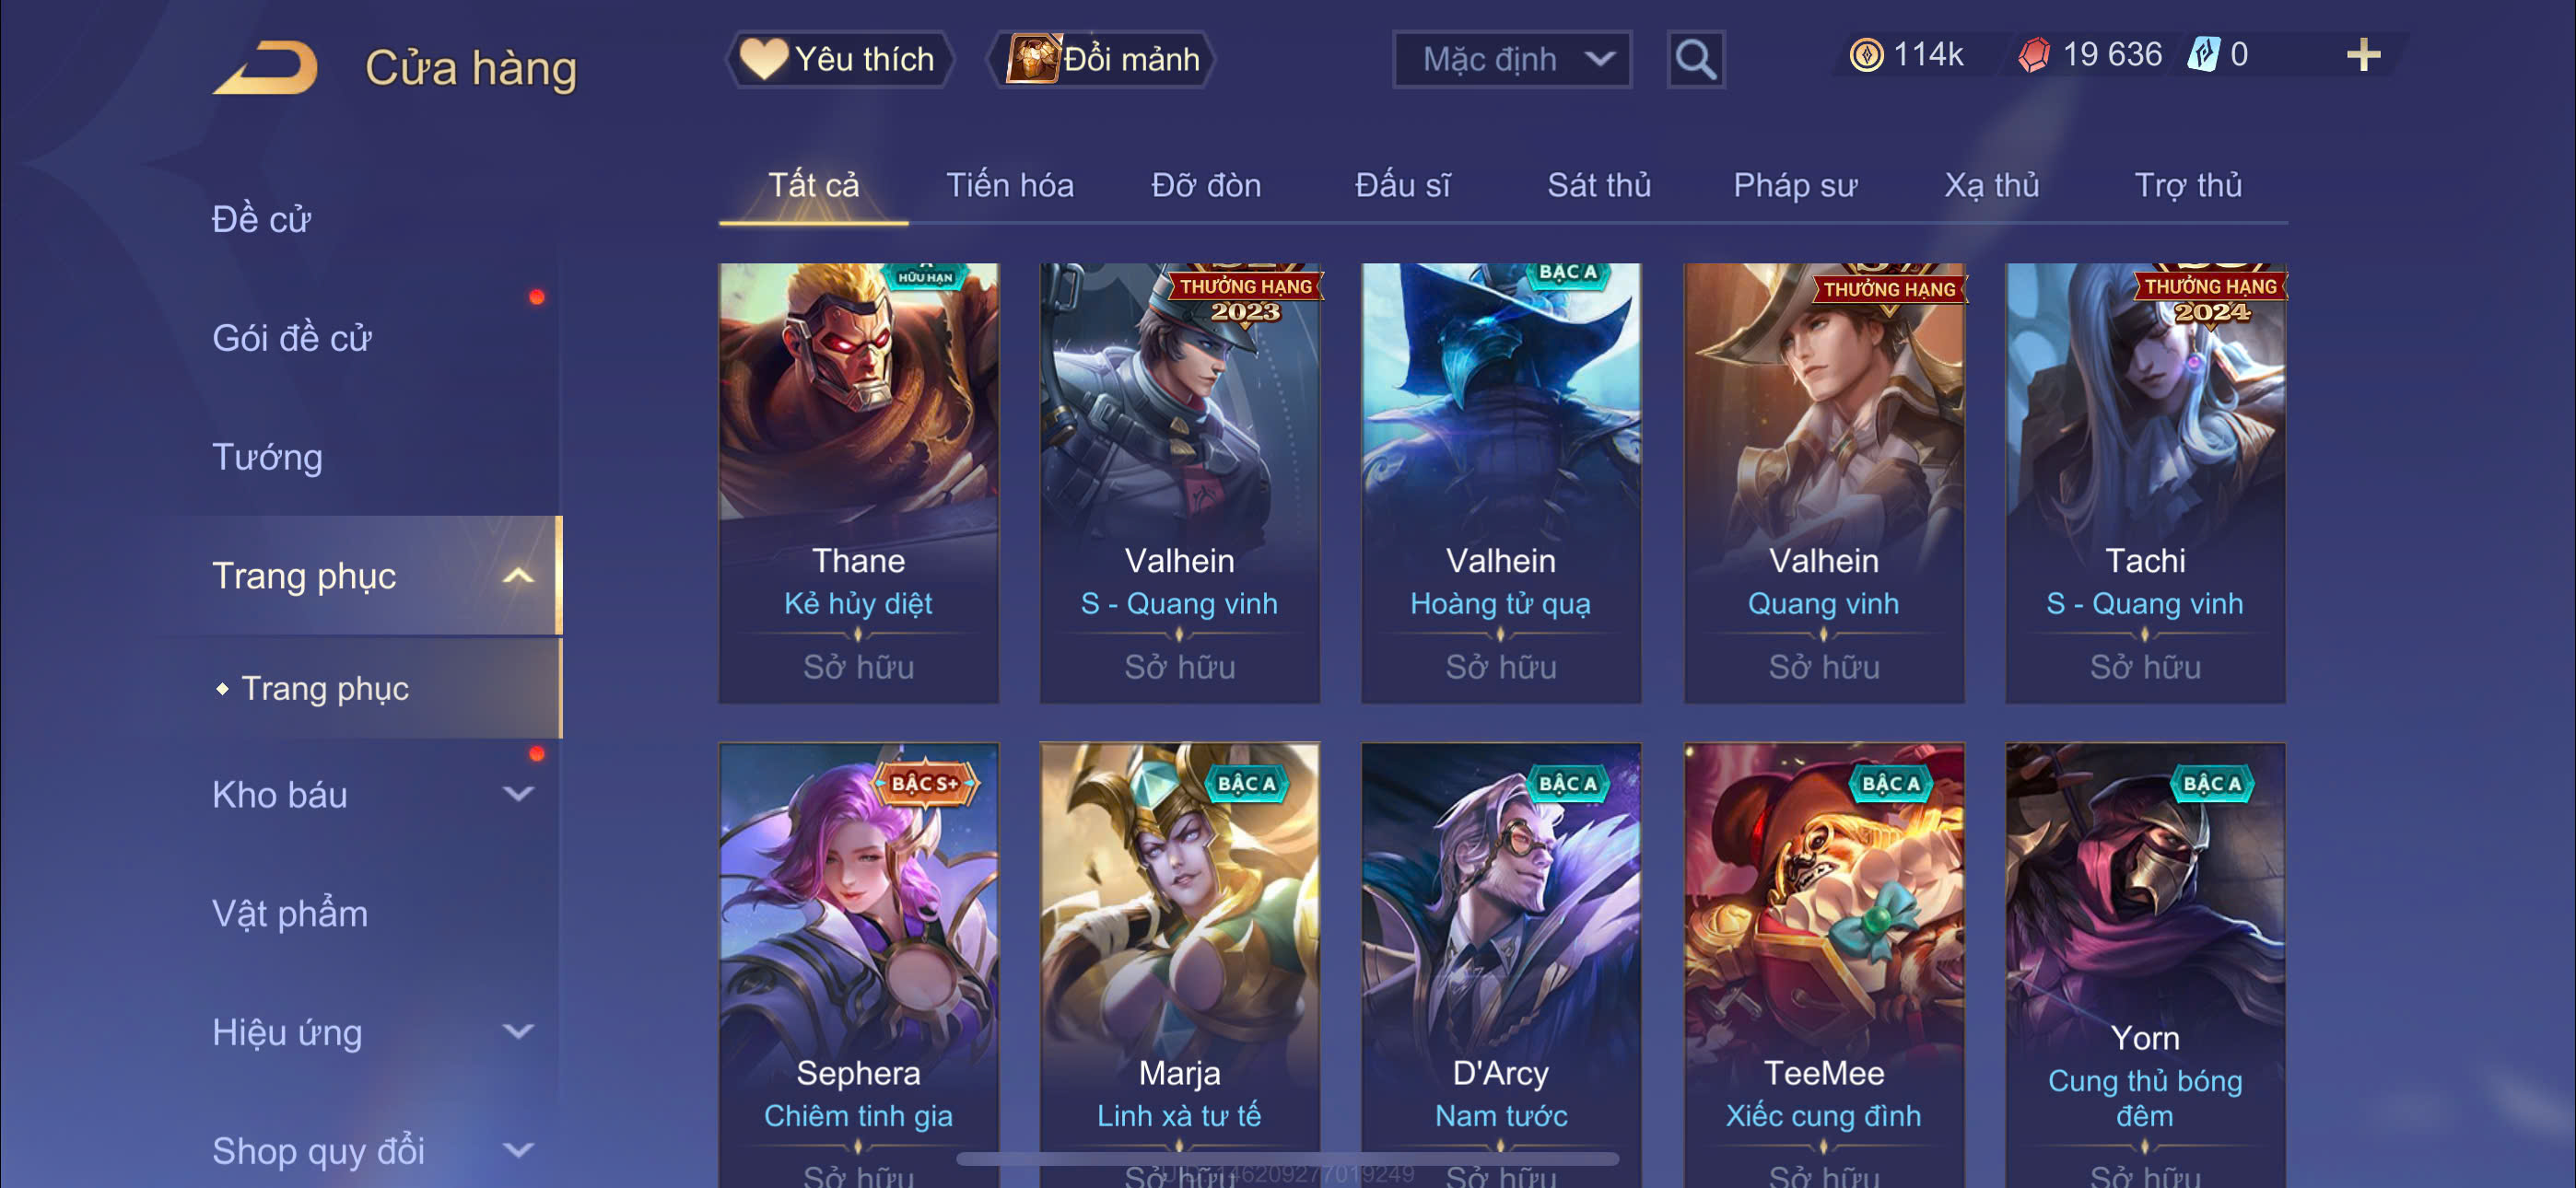 Cửa hàng
Yêu thích
Đổi mảnh
Mặc định
114k
19 636
0
Tất cả
Tiến hóa
Đỡ đòn
Đấu sĩ
Sát thủ
Pháp sư
Xạ thủ
Trợ thủ
Đề cử
Gói đề cử
Tướng
Trang phục
Trang phục
Kho báu
Vật phẩm
Hiệu ứng
Shop quy đổi
HỮU HẠN
Thane
Kẻ hủy diệt
Sở hữu
THƯỞNG HẠNG
2023
Valhein
S - Quang vinh
Sở hữu
BẬC A
Valhein
Hoàng tử quạ
Sở hữu
THƯỞNG HẠNG
Valhein
Quang vinh
Sở hữu
THƯỞNG HẠNG
2024
Tachi
S - Quang vinh
Sở hữu
BẬC S+
Sephera
Chiêm tinh gia
Sở hữu
BẬC A
Marja
Linh xà tư tế
Sở hữu
BẬC A
D'Arcy
Nam tước
Sở hữu
BẬC A
TeeMee
Xiếc cung đình
Sở hữu
BẬC A
Yorn
Cung thủ bóng
đêm
Sở hữu